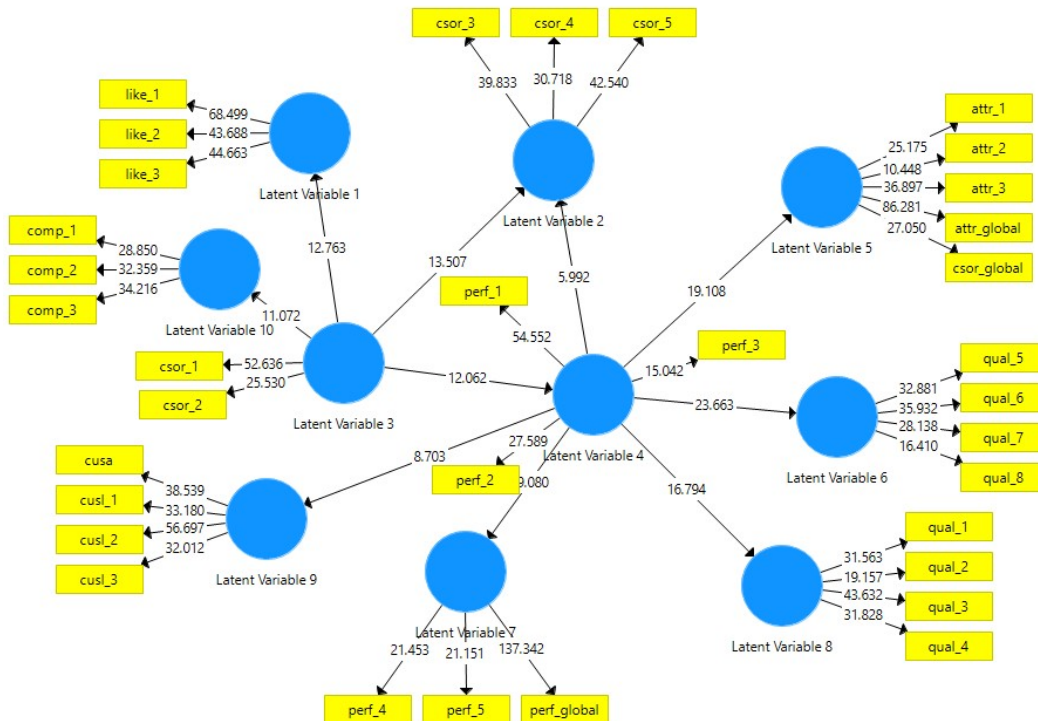 csor_3
csor_4
csor_5
39.833
30.718
42.540
like_1
like_2
like_3
68.499
43.688
44.663
Latent Variable 1
Latent Variable 2
attr_1
attr_2
attr_3
attr_global
csor_global
25.175
10.448
36.897
86.281
27.050
Latent Variable 5
comp_1
comp_2
comp_3
28.850
32.359
34.216
Latent Variable 10
12.763
13.507
5.992
19.108
11.072
perf_1
54.552
perf_3
15.042
csor_1
csor_2
52.636
25.530
Latent Variable 3
12.062
Latent Variable 4
23.663
qual_5
qual_6
qual_7
qual_8
32.881
35.932
28.138
16.410
Latent Variable 6
8.703
27.589
perf_2
9.080
16.794
cusa
cusl_1
cusl_2
cusl_3
38.539
33.180
56.697
32.012
Latent Variable 9
qual_1
qual_2
qual_3
qual_4
31.563
19.157
43.632
31.828
Latent Variable 8
Latent Variable 7
21.453
21.151
137.342
perf_4
perf_5
perf_global